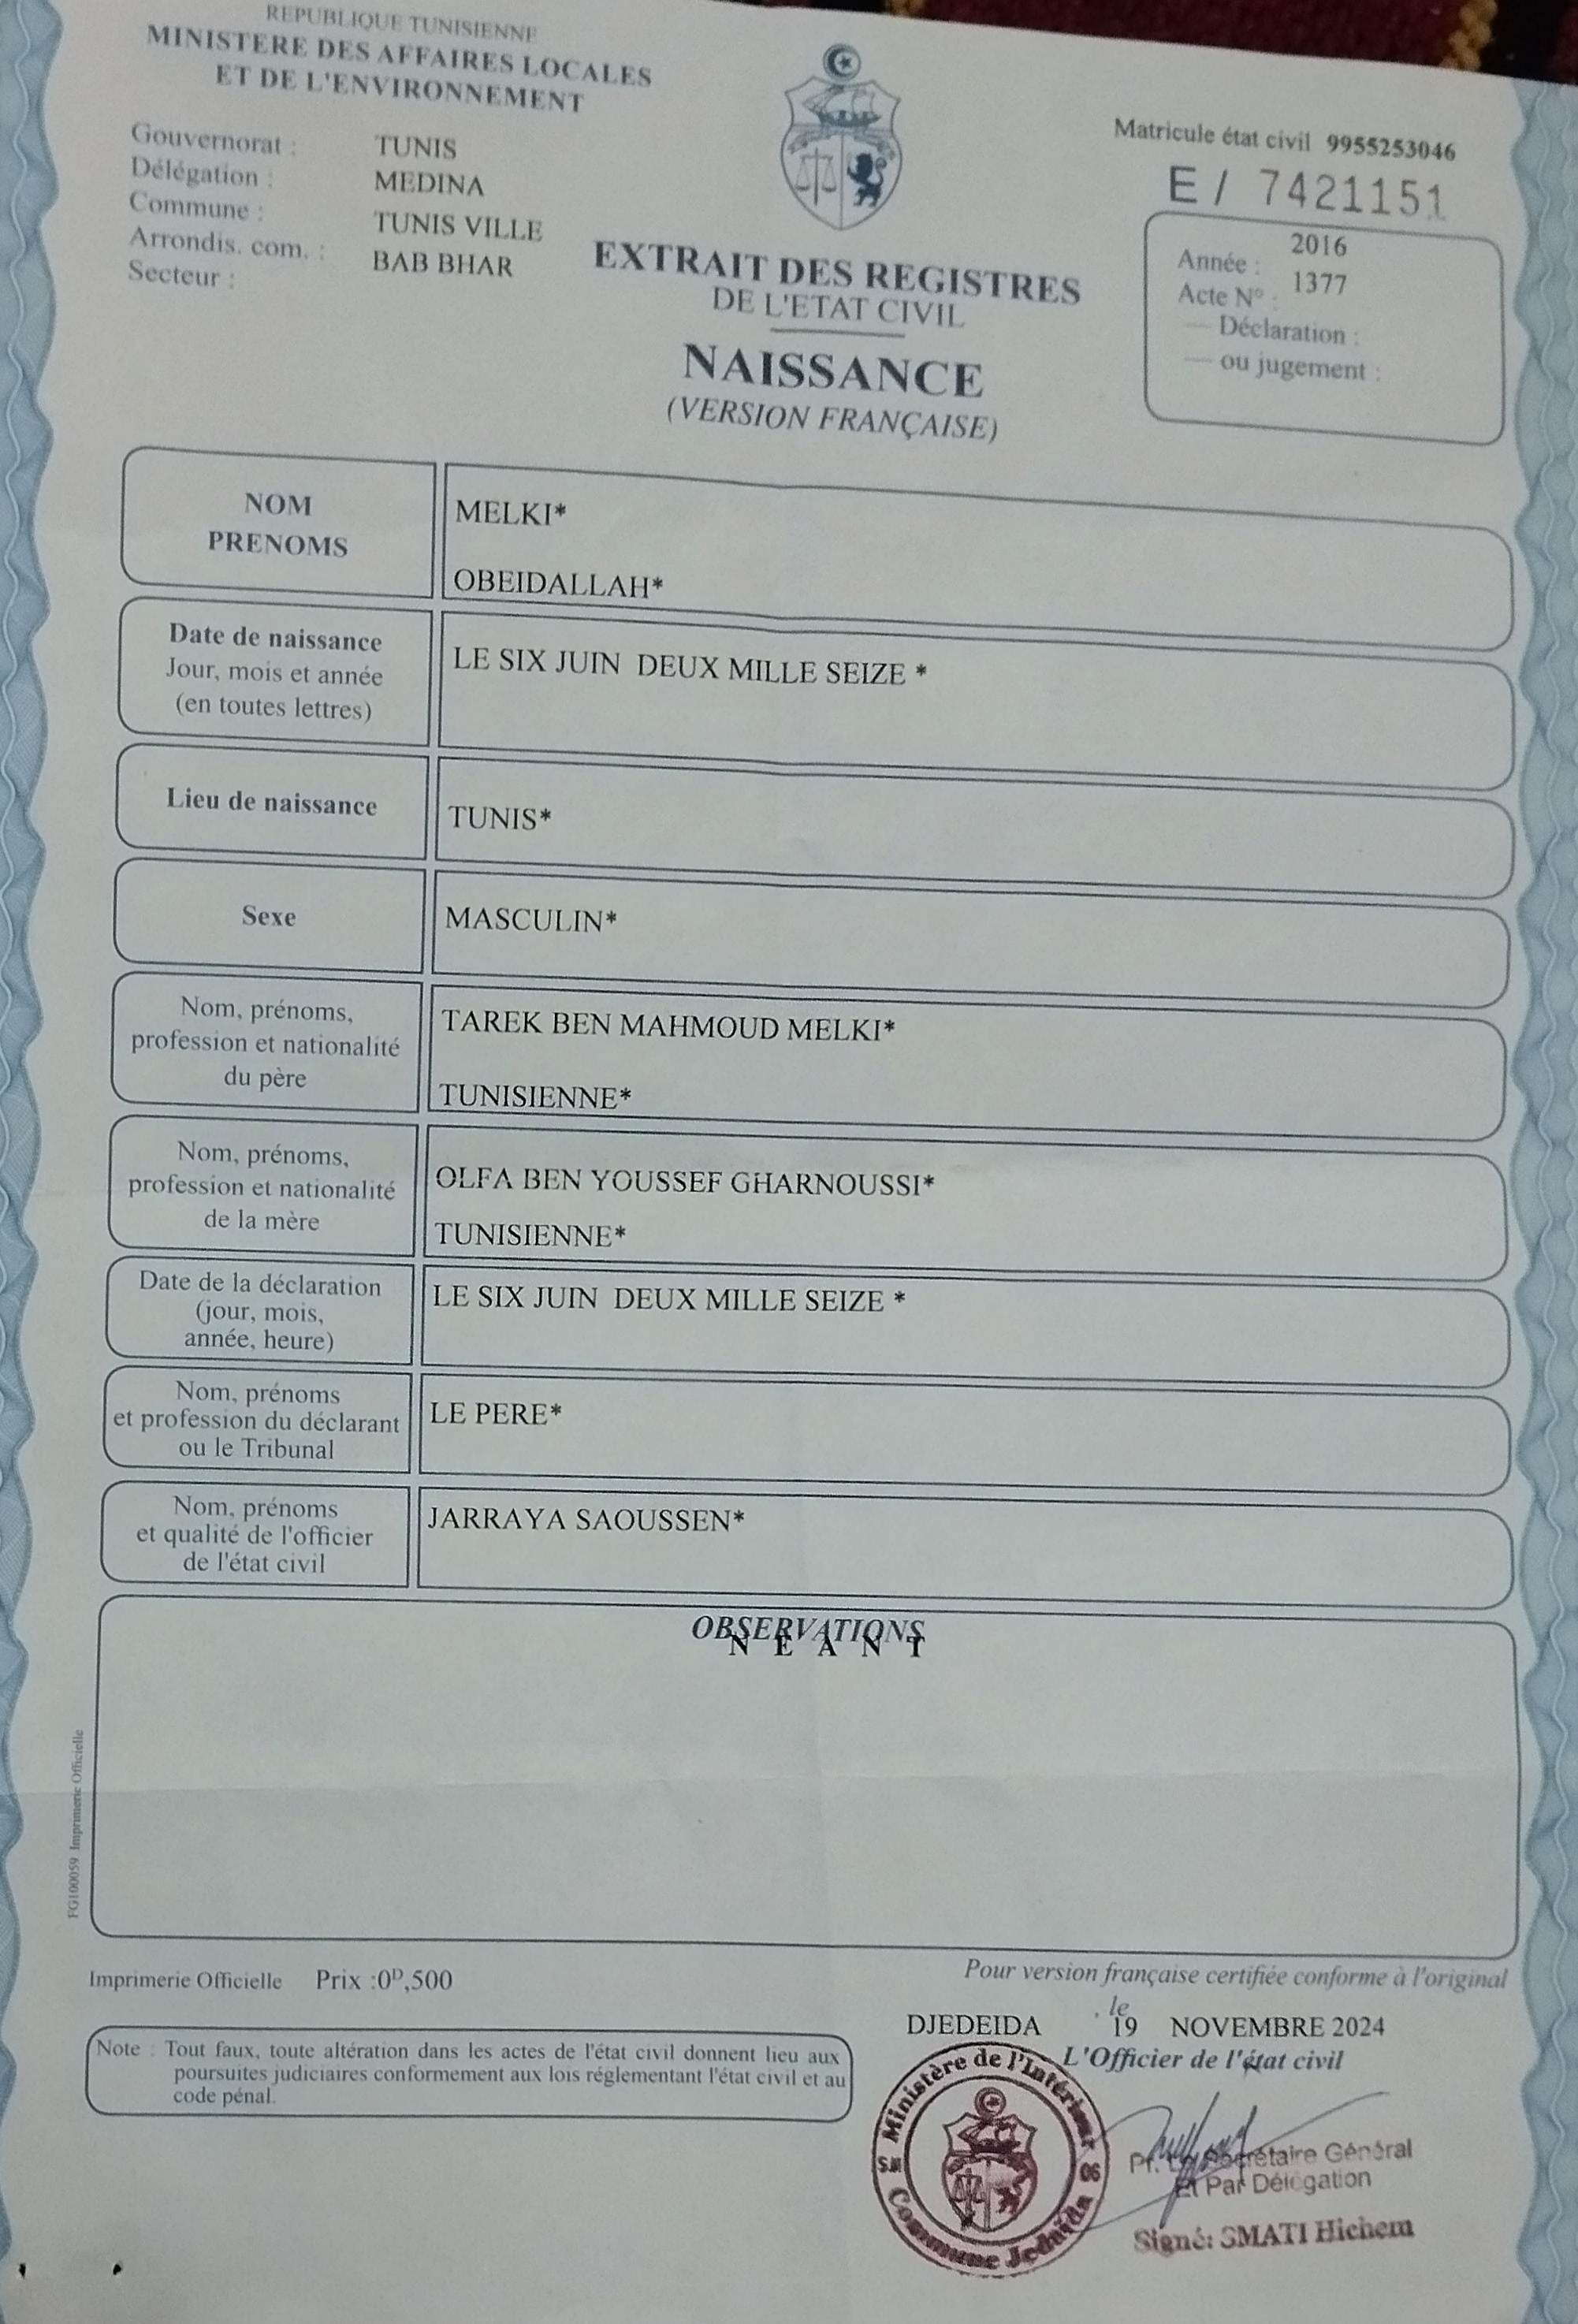 REPUBLIQUE TUNISIENNE
MINISTERE DES AFFAIRES LOCALES
ET DE L'ENVIRONNEMENT
Gouvernorat : TUNIS
Délégation : MEDINA
Commune : TUNIS VILLE
Arrondis. com. : BAB BHAR
Secteur :
Matricule état civil 9955253046
E / 7421151
Année : 2016
Acte N° : 1377
— Déclaration :
— ou jugement :
EXTRAIT DES REGISTRES
DE L'ETAT CIVIL
NAISSANCE
(VERSION FRANÇAISE)
NOM MELKI*
PRENOMS OBEIDALLAH*
Date de naissance
Jour, mois et année
(en toutes lettres)
LE SIX JUIN DEUX MILLE SEIZE *
Lieu de naissance
TUNIS*
Sexe
MASCULIN*
Nom, prénoms,
profession et nationalité
du père
TAREK BEN MAHMOUD MELKI*
TUNISIENNE*
Nom, prénoms,
profession et nationalité
de la mère
OLFA BEN YOUSSEF GHARNOUSSI*
TUNISIENNE*
Date de la déclaration
(jour, mois,
année, heure)
LE SIX JUIN DEUX MILLE SEIZE *
Nom, prénoms
et profession du déclarant
ou le Tribunal
LE PERE*
Nom, prénoms
et qualité de l'officier
de l'état civil
JARRAYA SAOUSSEN*
OBSERVATIONS
N E A N T
FG100059 Imprimerie Officielle
Imprimerie Officielle Prix :0D,500
Pour version française certifiée conforme à l'original
DJEDEIDA le 19 NOVEMBRE 2024
L'Officier de l'état civil
Note : Tout faux, toute altération dans les actes de l'état civil donnent lieu aux
poursuites judiciaires conformement aux lois réglementant l'état civil et au
code pénal.
Ministère de l'Intérieur
S.M 06
Commune Jedaida
Pr. Le Secrétaire Général
Et Par Délégation
Signé: SMATI Hichem